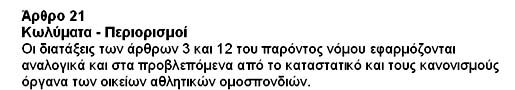 Άρθρο 21
Κωλύματα - Περιορισμοί
Οι διατάξεις των άρθρων 3 και 12 του παρόντος νόμου εφαρμόζονται
αναλογικά και στα προβλεπόμενα από το καταστατικό και τους κανονισμούς
όργανα των οικείων αθλητικών ομοσπονδιών.